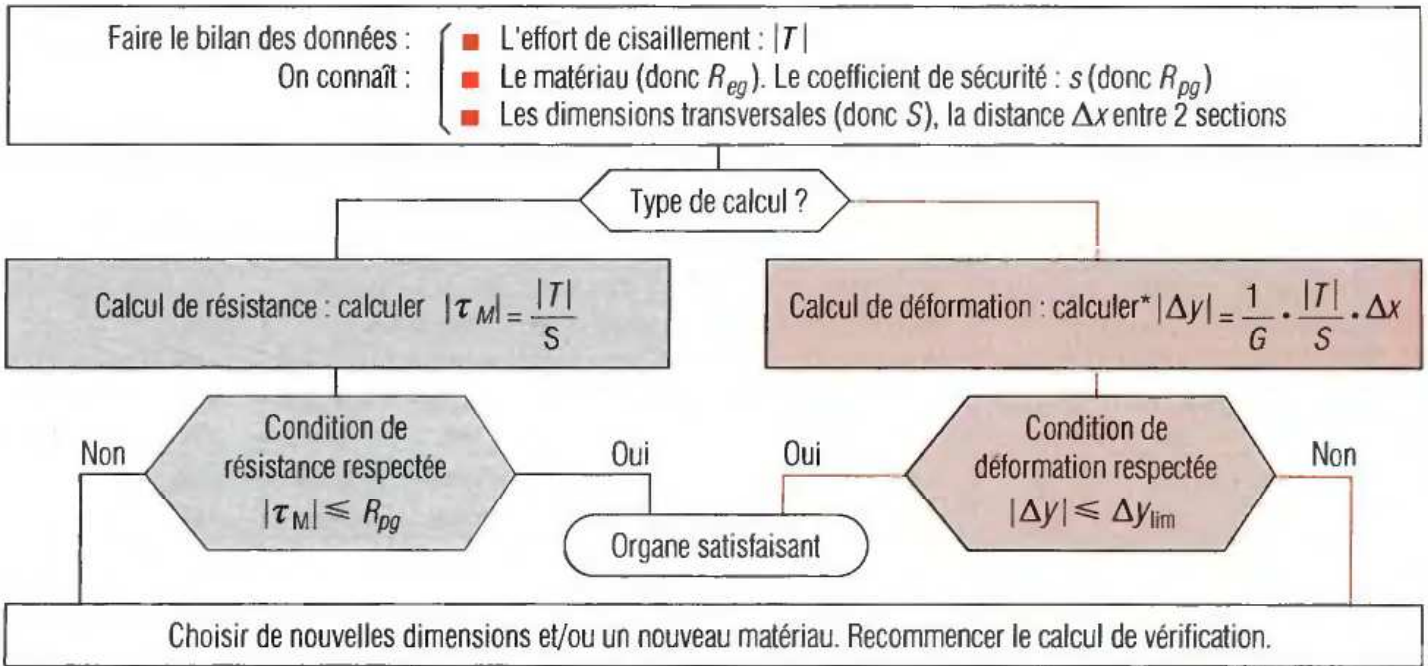 Faire le bilan des données :
On connaît :
■ L'effort de cisaillement : |T|
■ Le matériau (donc R_eg). Le coefficient de sécurité : s (donc R_pg)
■ Les dimensions transversales (donc S), la distance Δx entre 2 sections
Type de calcul ?
Calcul de résistance : calculer |τ_M| = |T| / S
Calcul de déformation : calculer* |Δy| = 1/G · |T|/S · Δx
Non
Condition de
résistance respectée
|τ_M| ⩽ R_pg
Oui
Oui
Condition de
déformation respectée
|Δy| ⩽ Δy_lim
Non
Organe satisfaisant
Choisir de nouvelles dimensions et/ou un nouveau matériau. Recommencer le calcul de vérification.